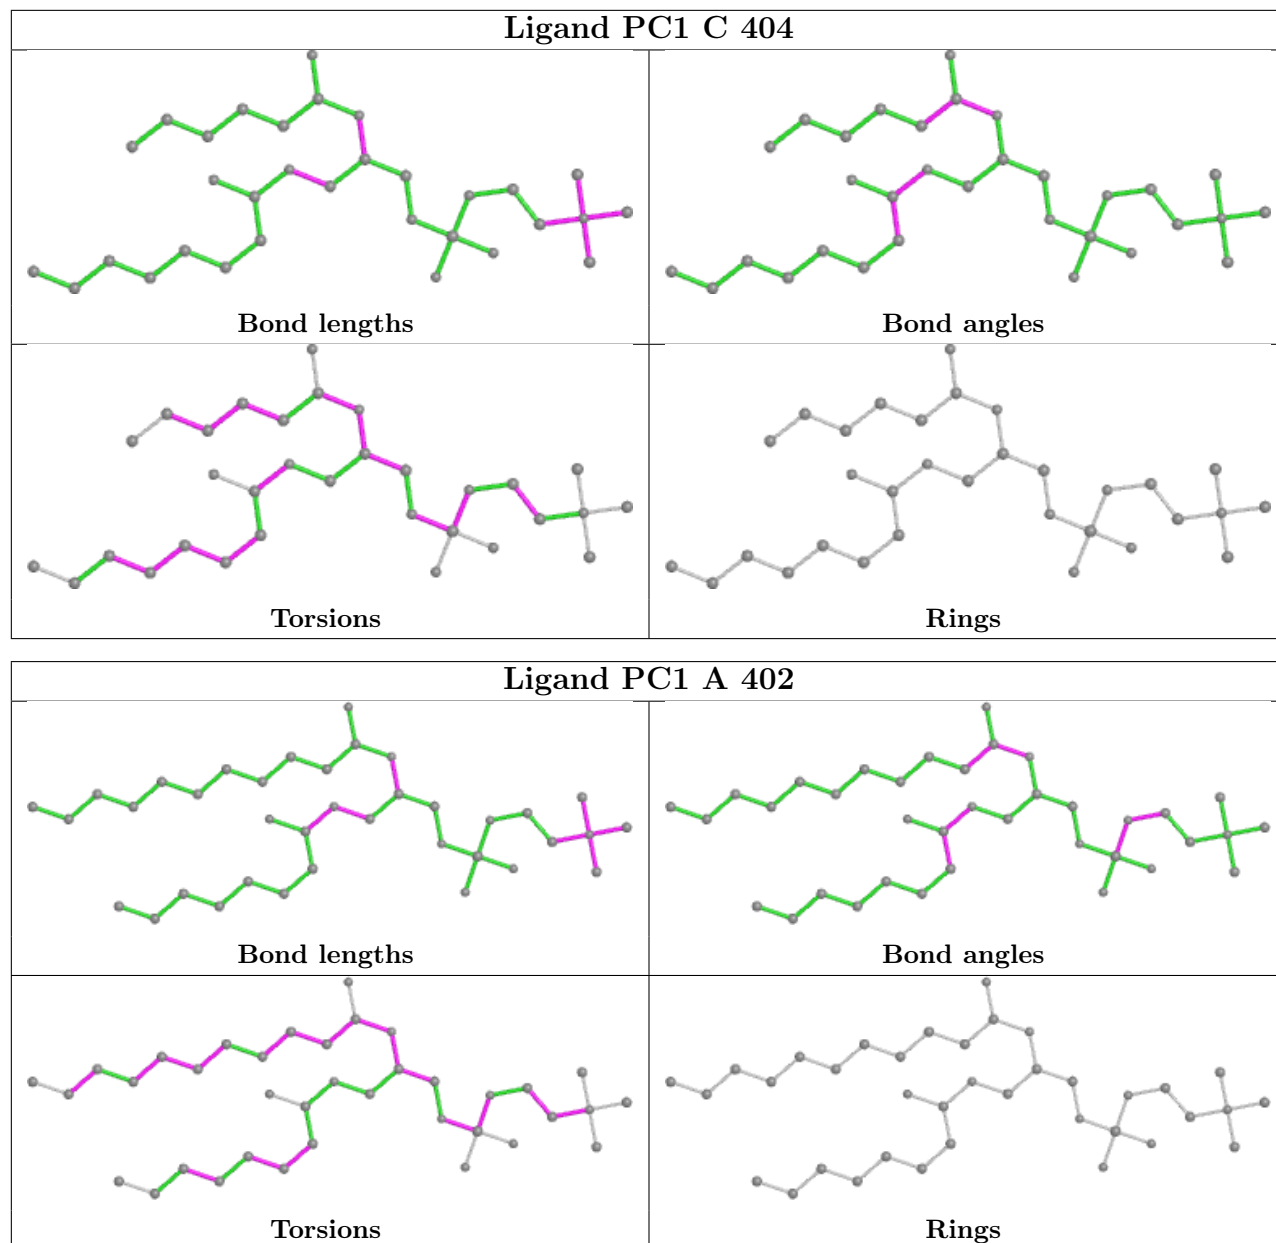 Ligand PC1 C 404
Bond lengths
Bond angles
Torsions
Rings
Ligand PC1 A 402
Bond lengths
Bond angles
Torsions
Rings